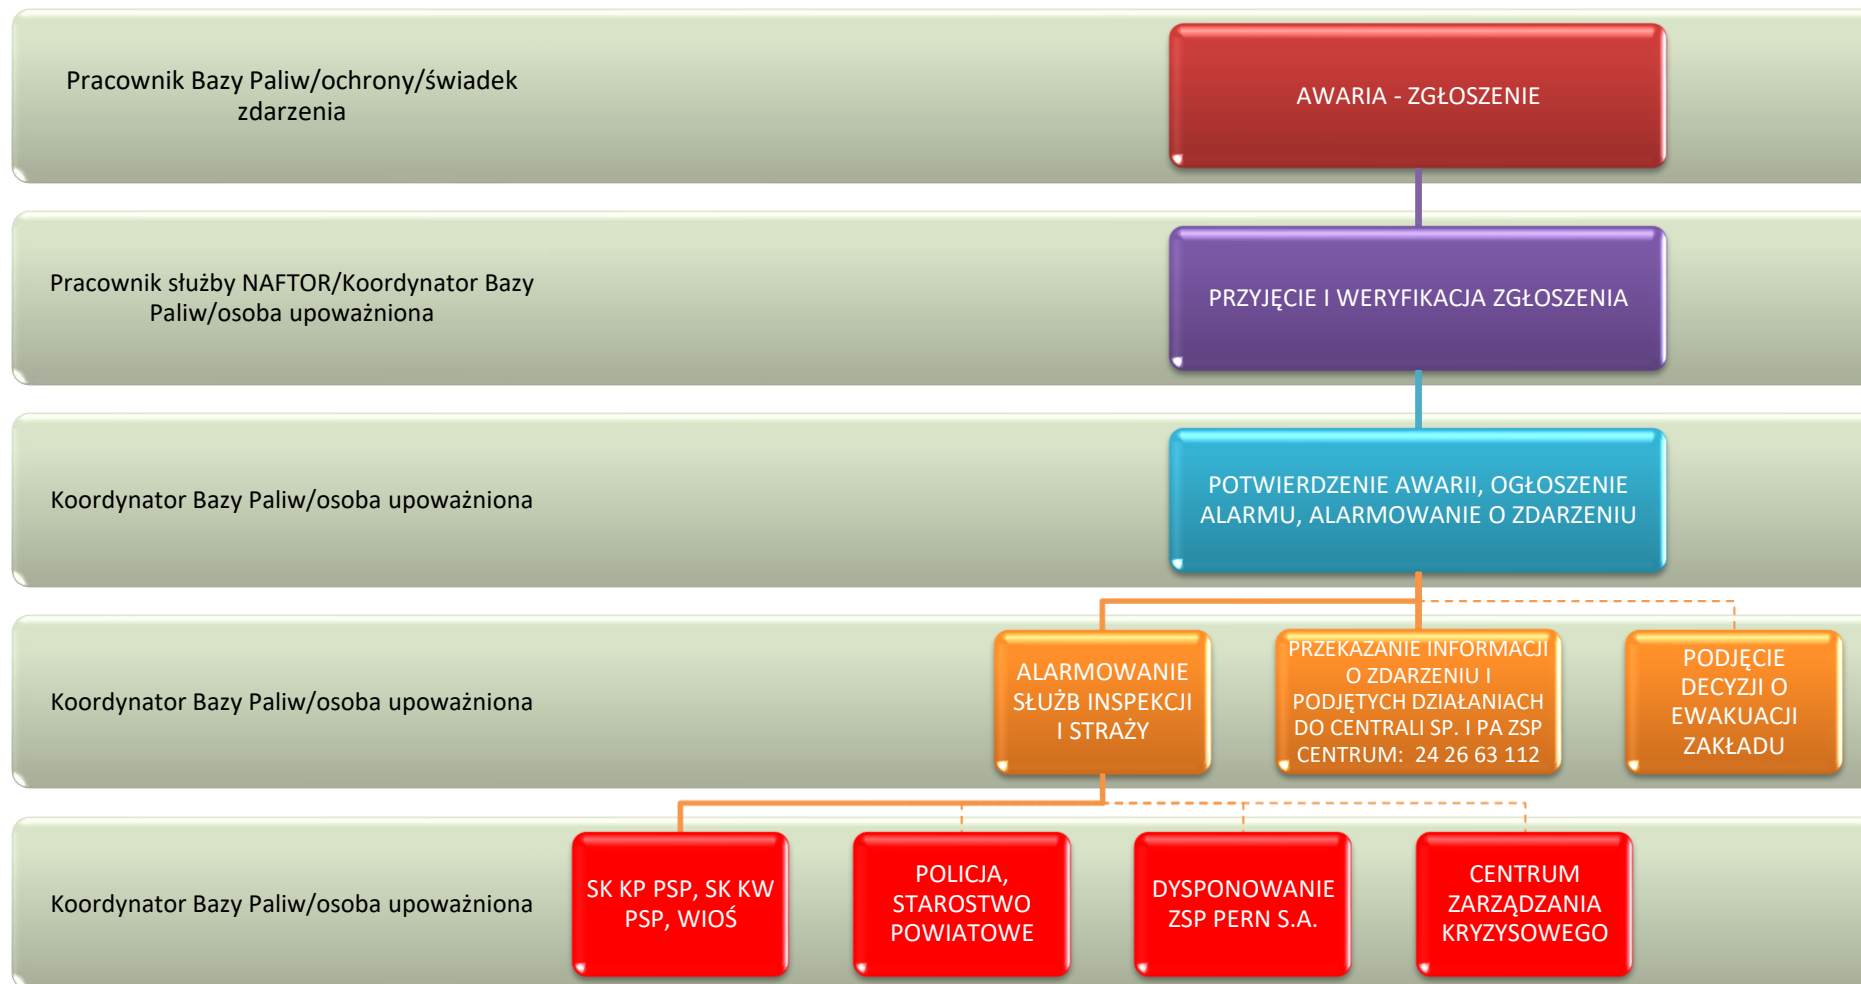 Pracownik Bazy Paliw/ochrony/świadek
zdarzenia
AWARIA - ZGŁOSZENIE
Pracownik służby NAFTOR/Koordynator Bazy
Paliw/osoba upoważniona
PRZYJĘCIE I WERYFIKACJA ZGŁOSZENIA
Koordynator Bazy Paliw/osoba upoważniona
POTWIERDZENIE AWARII, OGŁOSZENIE
ALARMU, ALARMOWANIE O ZDARZENIU
Koordynator Bazy Paliw/osoba upoważniona
ALARMOWANIE
SŁUŻB INSPEKCJI
I STRAŻY
PRZEKAZANIE INFORMACJI
O ZDARZENIU I
PODJĘTYCH DZIAŁANIACH
DO CENTRALI SP. I PA ZSP
CENTRUM: 24 26 63 112
PODJĘCIE
DECYZJI O
EWAKUACJI
ZAKŁADU
Koordynator Bazy Paliw/osoba upoważniona
SK KP PSP, SK KW
PSP, WIOŚ
POLICJA,
STAROSTWO
POWIATOWE
DYSPONOWANIE
ZSP PERN S.A.
CENTRUM
ZARZĄDZANIA
KRYZYSOWEGO